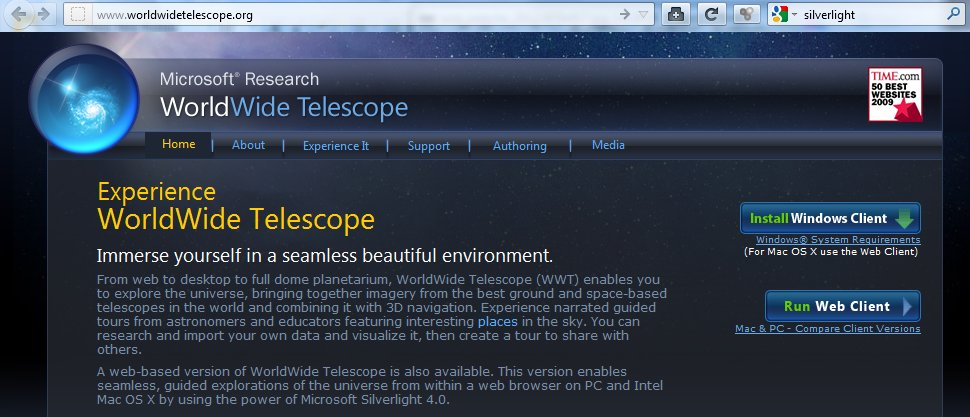 www.worldwidetelescope.org
silverlight
Microsoft® Research
WorldWide Telescope
TIME.com
50 BEST
WEBSITES
2009
Home | About | Experience It | Support | Authoring | Media
Experience
WorldWide Telescope
Immerse yourself in a seamless beautiful environment.
From web to desktop to full dome planetarium, WorldWide Telescope (WWT) enables you
to explore the universe, bringing together imagery from the best ground and space-based
telescopes in the world and combining it with 3D navigation. Experience narrated guided
tours from astronomers and educators featuring interesting places in the sky. You can
research and import your own data and visualize it, then create a tour to share with
others.
A web-based version of WorldWide Telescope is also available. This version enables
seamless, guided explorations of the universe from within a web browser on PC and Intel
Mac OS X by using the power of Microsoft Silverlight 4.0.
Install Windows Client
Windows® System Requirements
(For Mac OS X use the Web Client)
Run Web Client
Mac & PC - Compare Client Versions